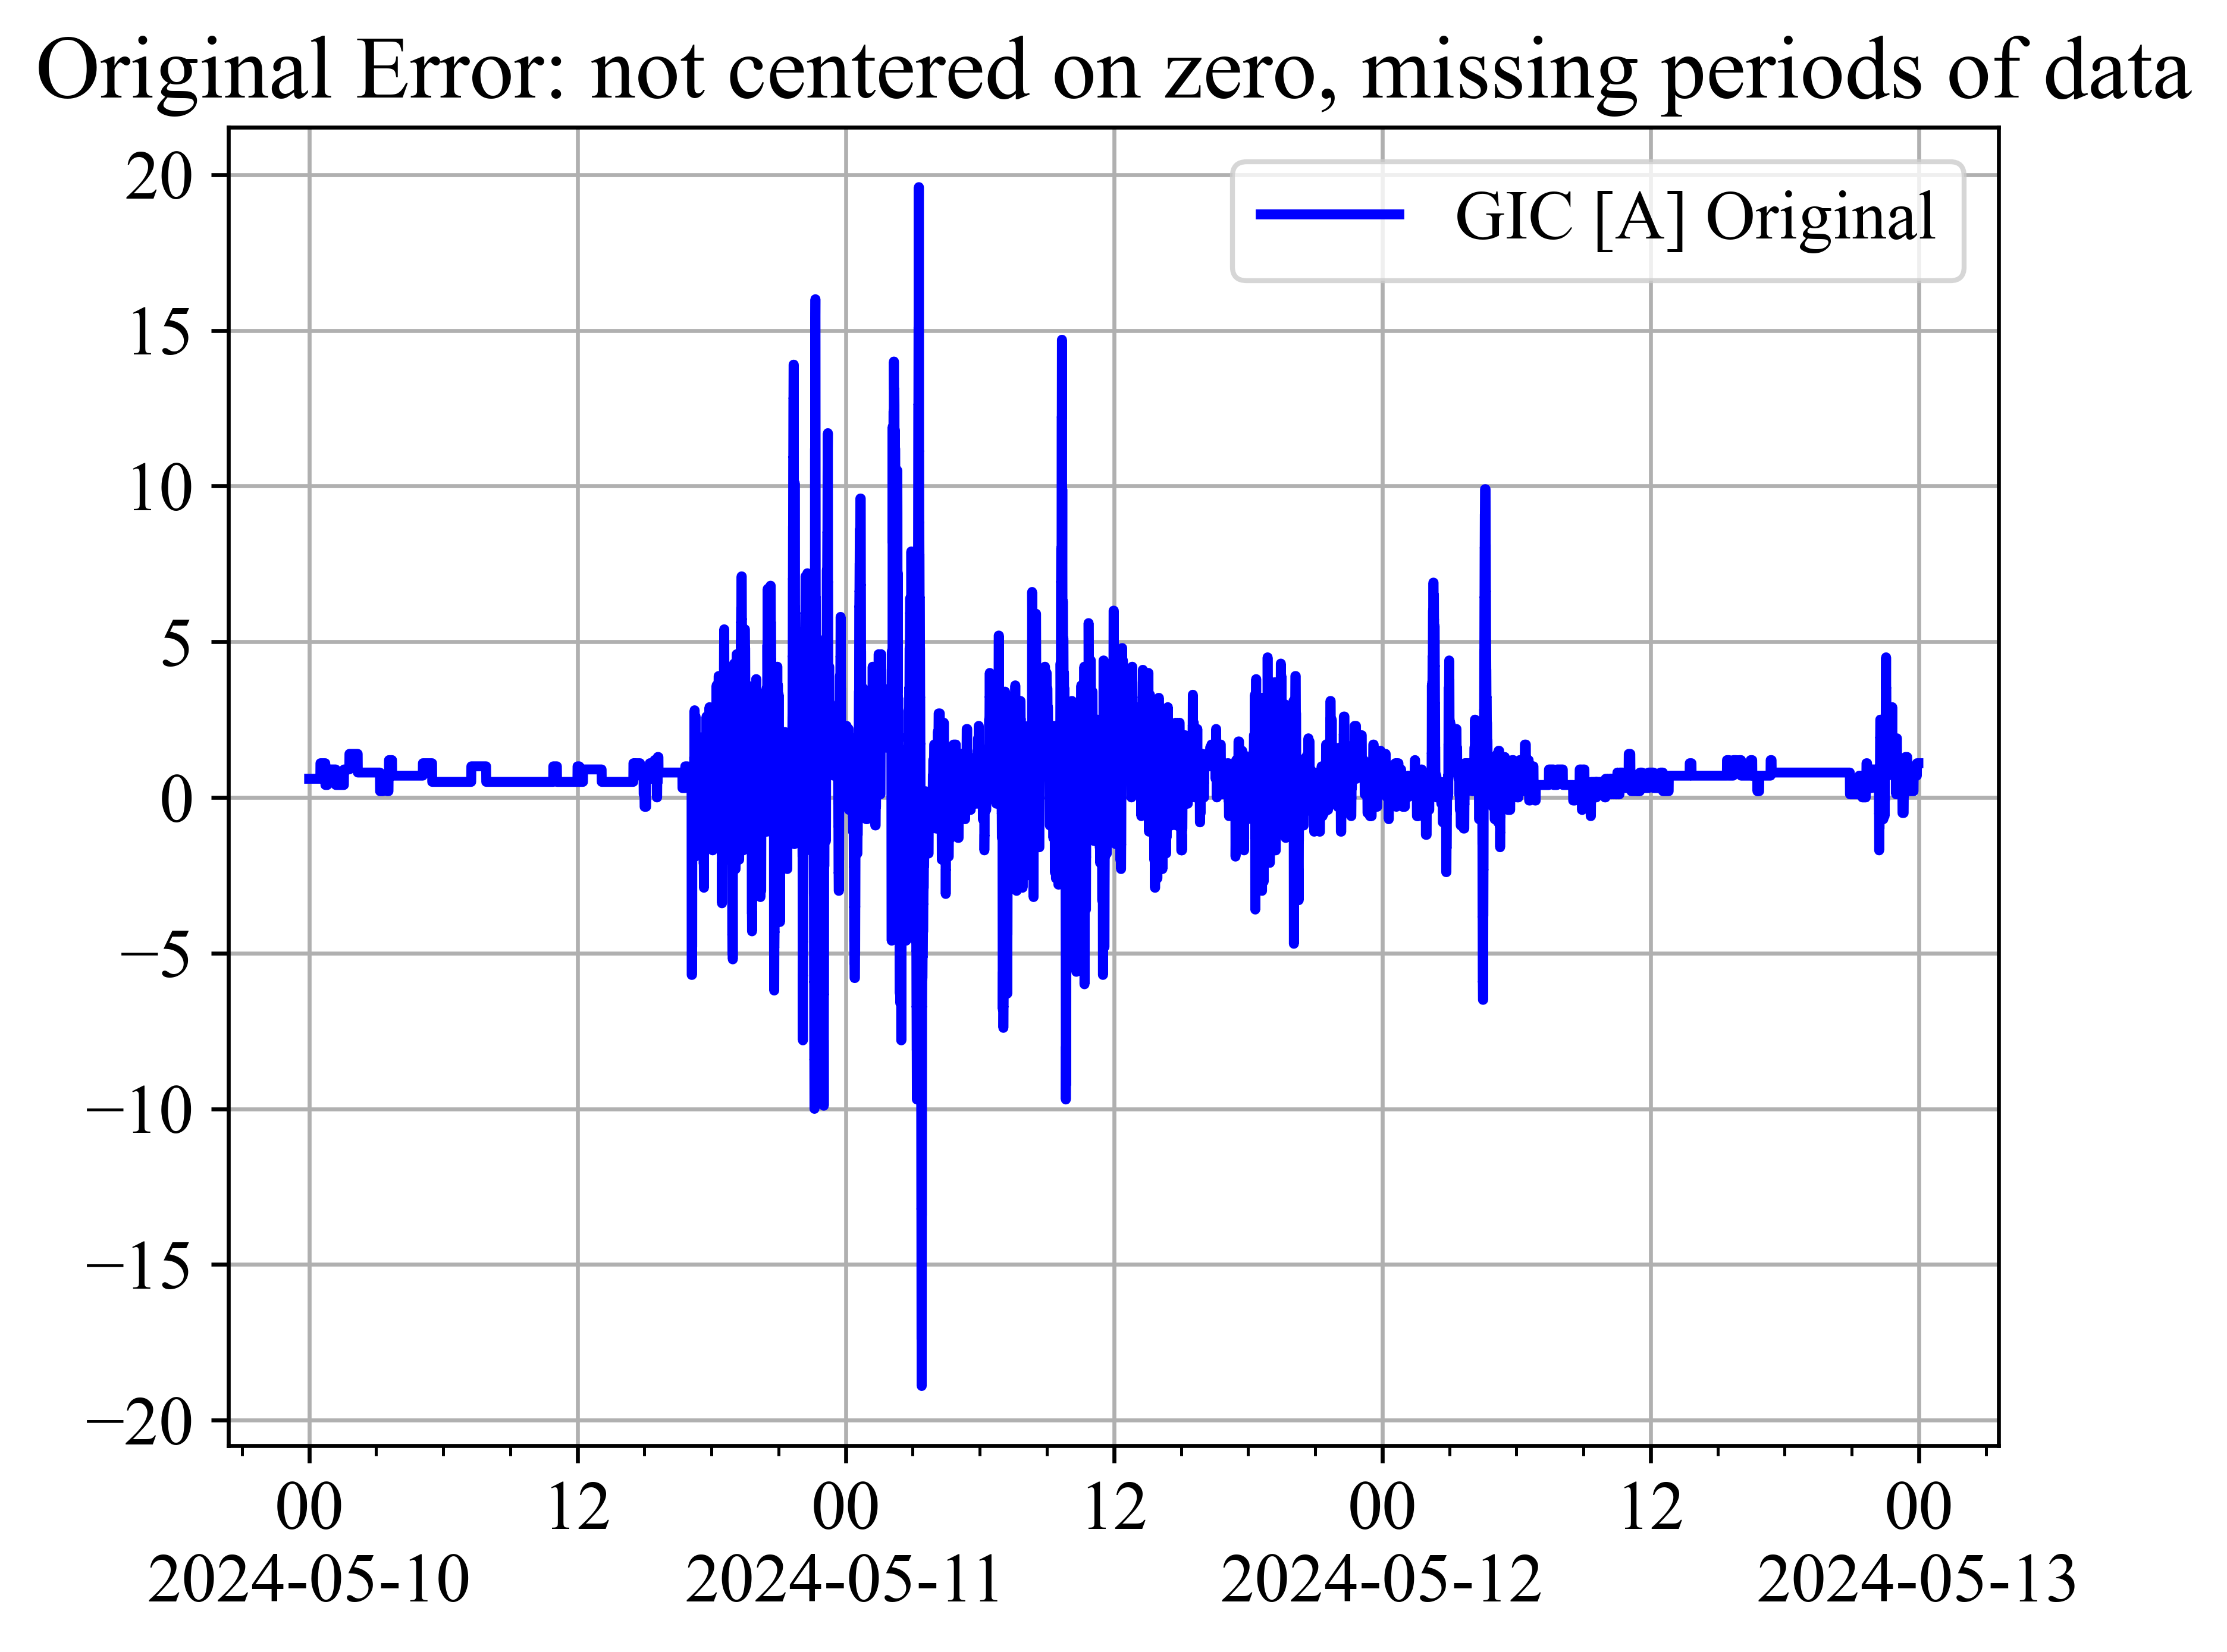 Original Error: not centered on zero, missing periods of data
GIC [A] Original
20
15
10
5
0
−5
−10
−15
−20
00 12 00 12 00 12 00
2024-05-10 2024-05-11 2024-05-12 2024-05-13